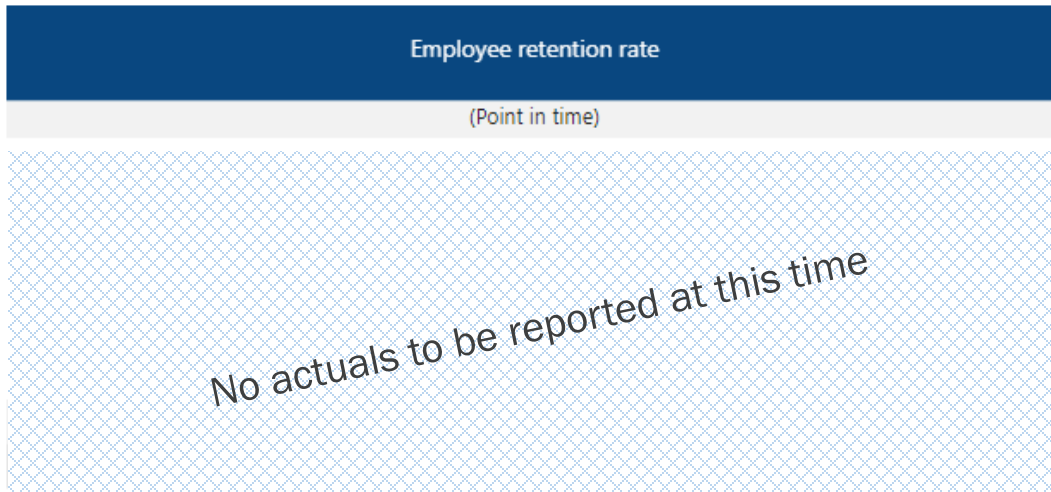 Employee retention rate
(Point in time)
No actuals to be reported at this time